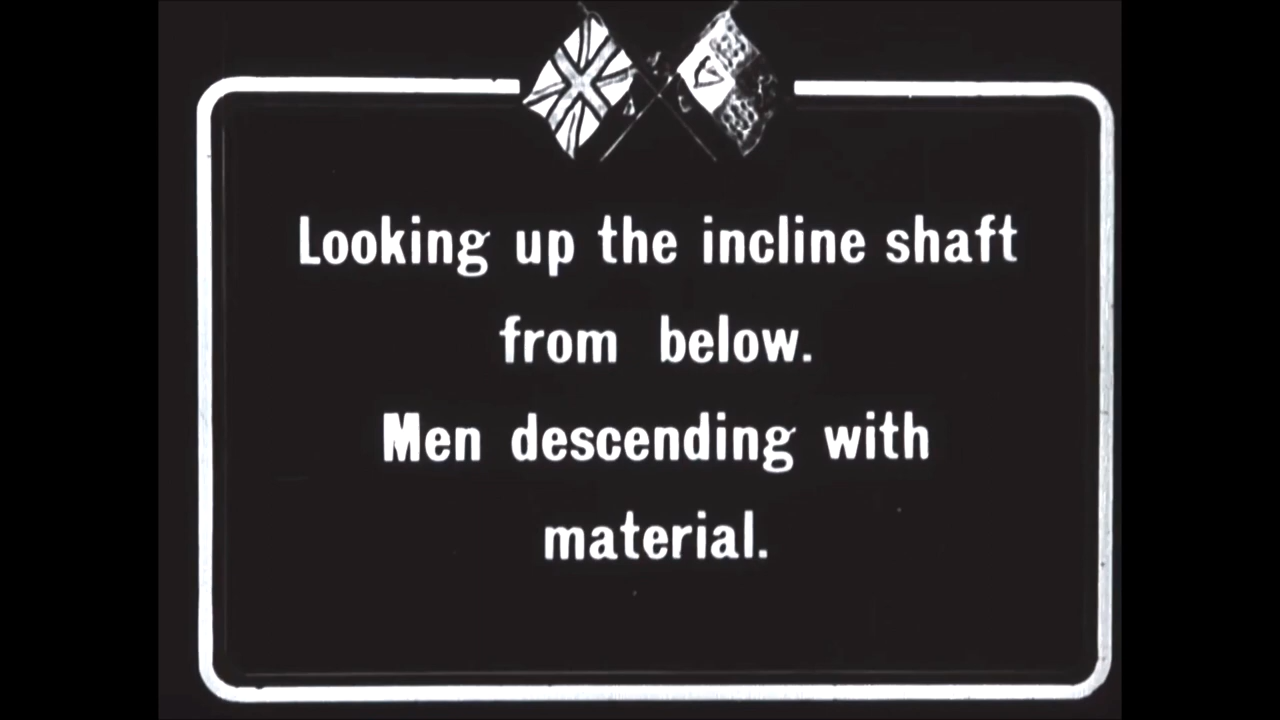 Looking up the incline shaft
from below.
Men descending with
material.